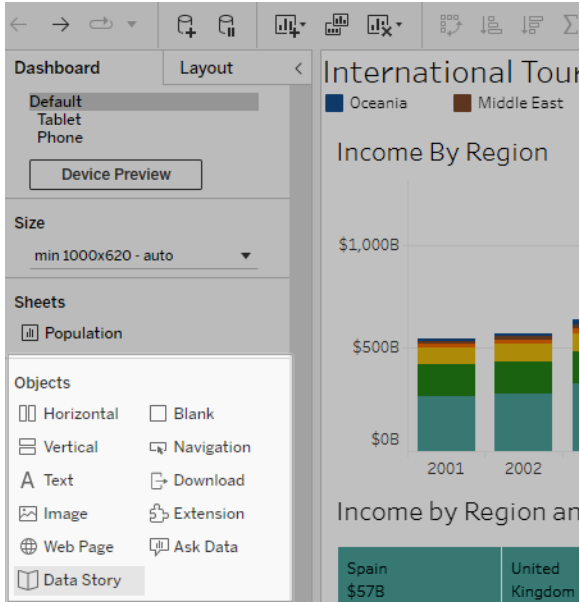 Dashboard
Layout
Default
Tablet
Phone
Device Preview
Size
min 1000x620 - auto
Sheets
Population
Objects
Horizontal
Blank
Vertical
Navigation
Text
Download
Image
Extension
Web Page
Ask Data
Data Story
International Tour
Oceania
Middle East
Income By Region
$1,000B
$500B
$0B
2001
2002
Income by Region an
Spain
$57B
United
Kingdom